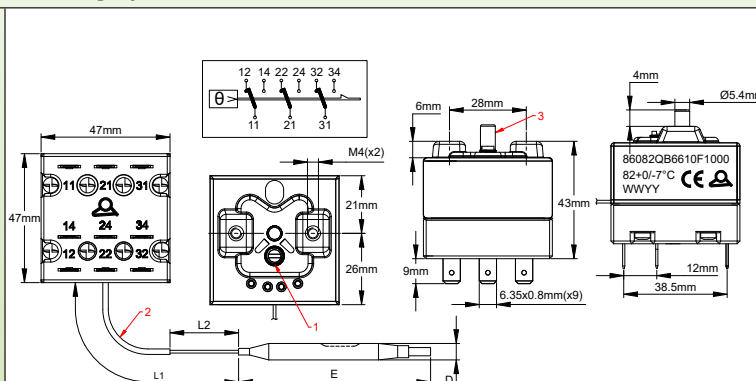 12 14 22 24 32 34
θ
11 21 31
47mm
47mm
11 21 31
14 24 34
12 22 32
M4(x2)
21mm
26mm
1
2
L2
L1
E
D
6mm
28mm
3
43mm
9mm
6.35x0.8mm(x9)
4mm
Ø5.4mm
86082QB6610F1000
82+0/-7°C CE
WWYY
12mm
38.5mm